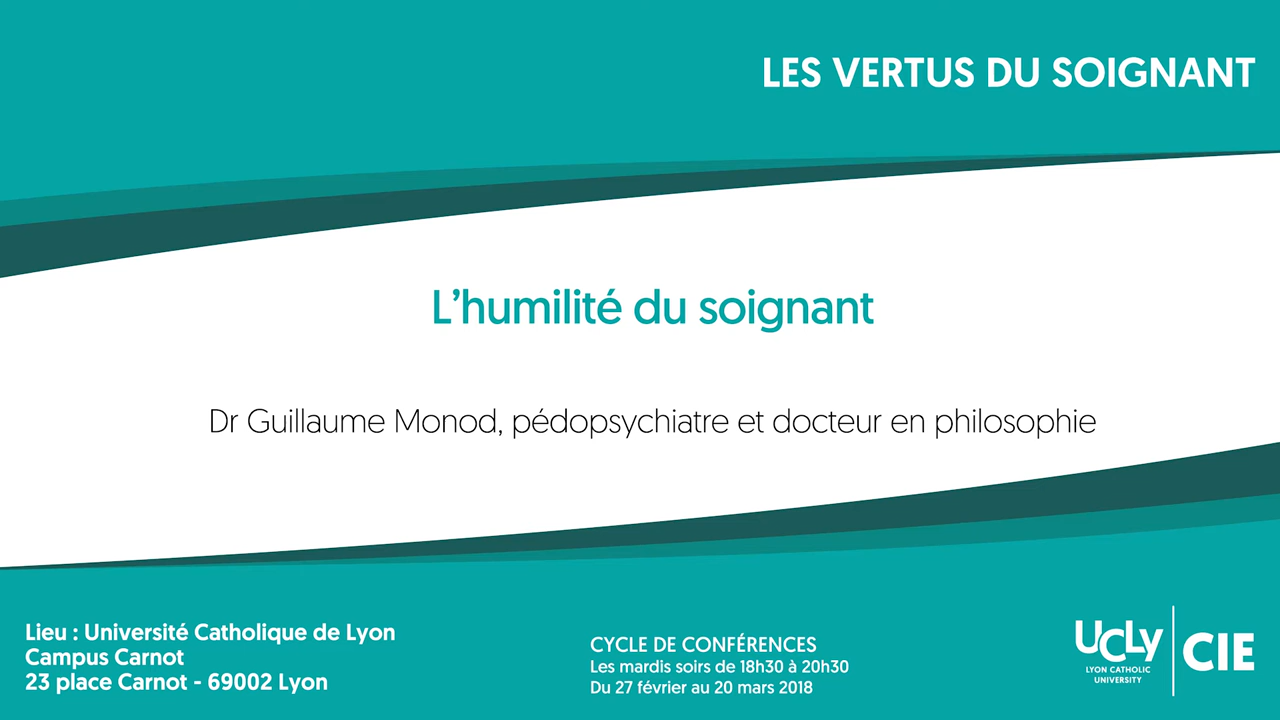 LES VERTUS DU SOIGNANT
L’humilité du soignant
Dr Guillaume Monod, pédopsychiatre et docteur en philosophie
Lieu : Université Catholique de Lyon
Campus Carnot
23 place Carnot - 69002 Lyon
CYCLE DE CONFÉRENCES
Les mardis soirs de 18h30 à 20h30
Du 27 février au 20 mars 2018
UCLy
LYON CATHOLIC
UNIVERSITY
CIE